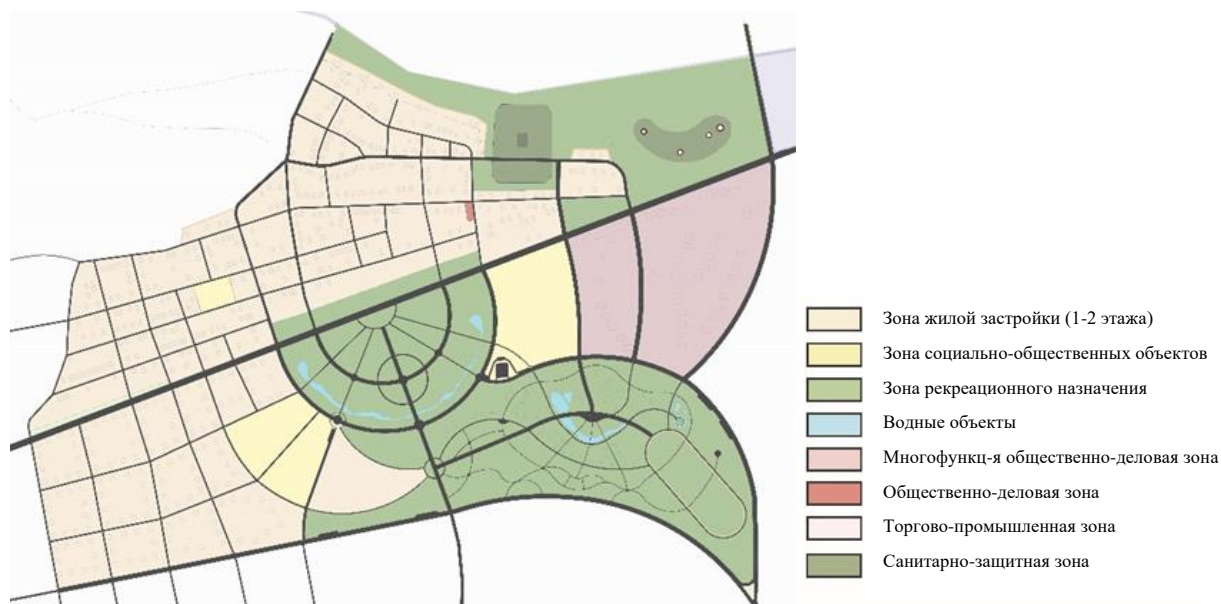 Зона жилой застройки (1-2 этажа)
Зона социально-общественных объектов
Зона рекреационного назначения
Водные объекты
Многофункц-я общественно-деловая зона
Общественно-деловая зона
Торгово-промышленная зона
Санитарно-защитная зона